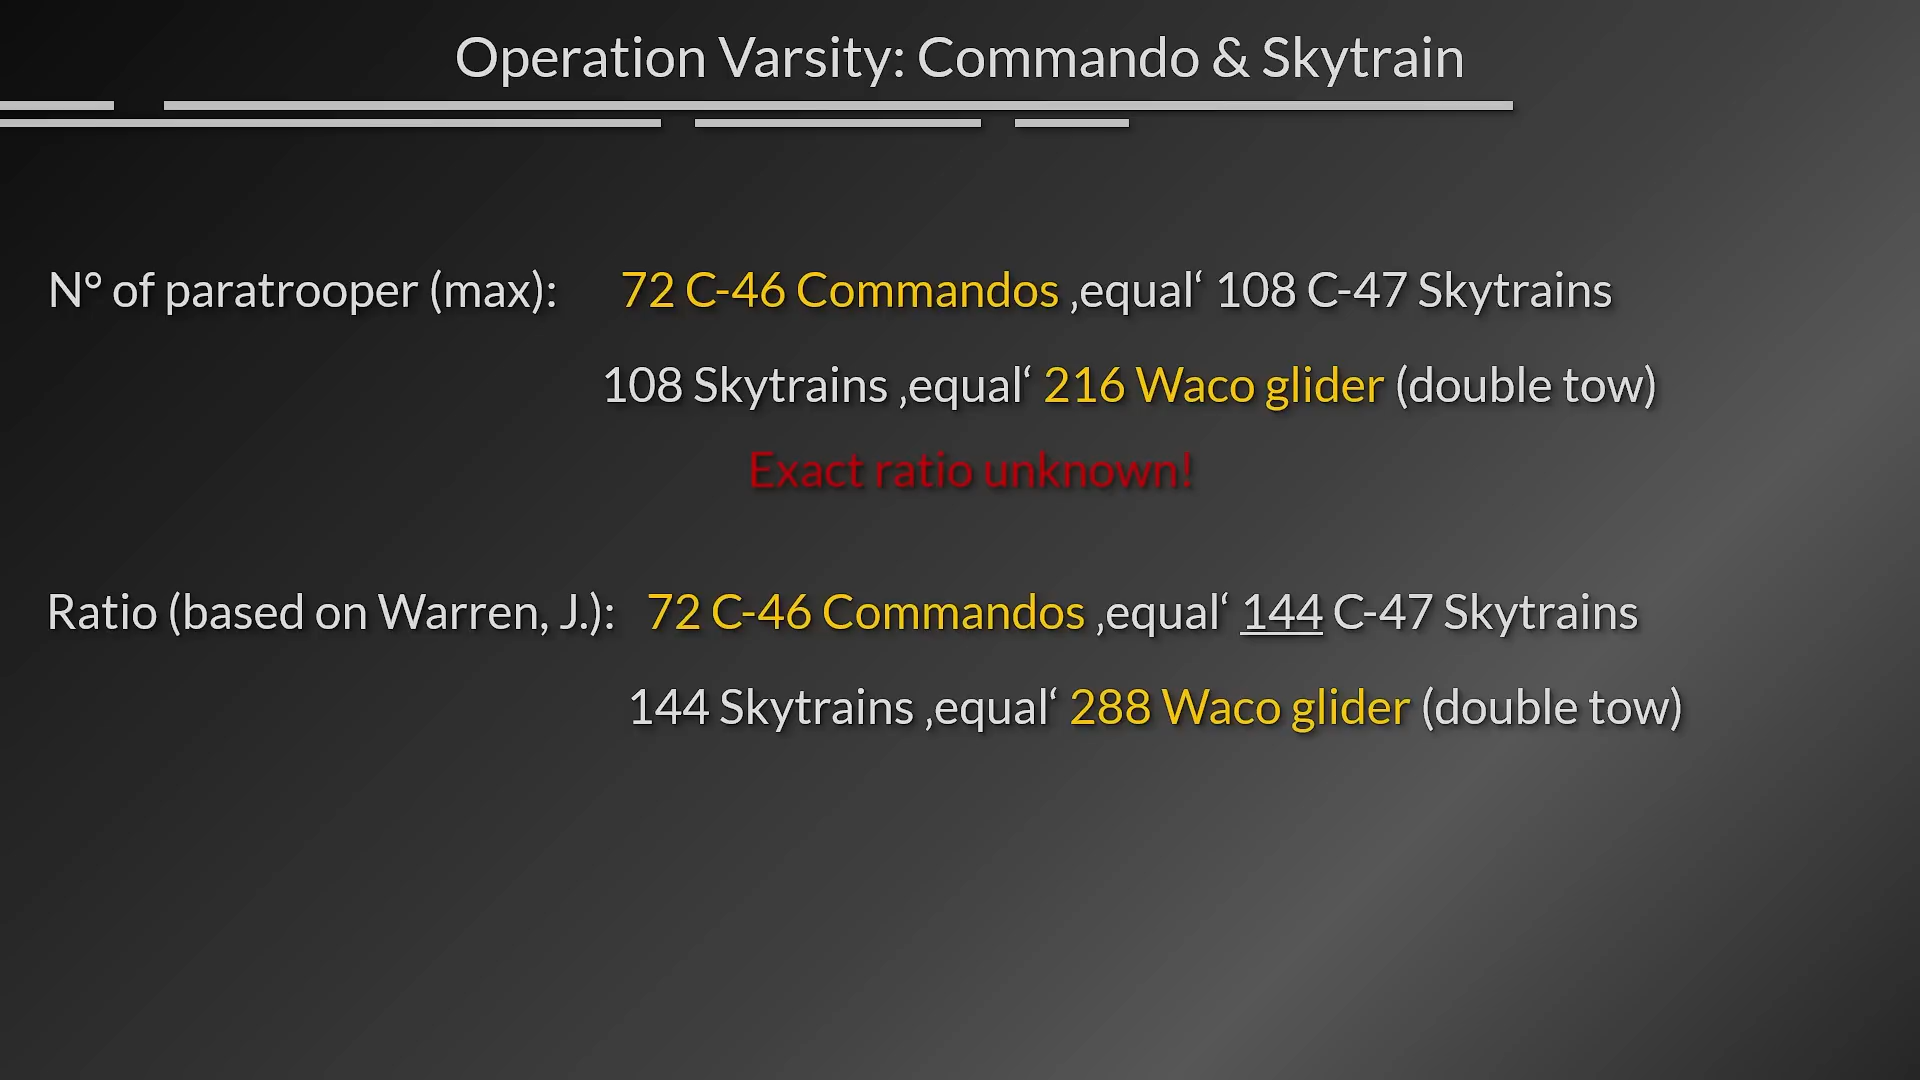 Operation Varsity: Commando & Skytrain
N° of paratrooper (max): 72 C-46 Commandos ‚equal‘ 108 C-47 Skytrains
108 Skytrains ‚equal‘ 216 Waco glider (double tow)
Exact ratio unknown!
Ratio (based on Warren, J.): 72 C-46 Commandos ‚equal‘ 144 C-47 Skytrains
144 Skytrains ‚equal‘ 288 Waco glider (double tow)